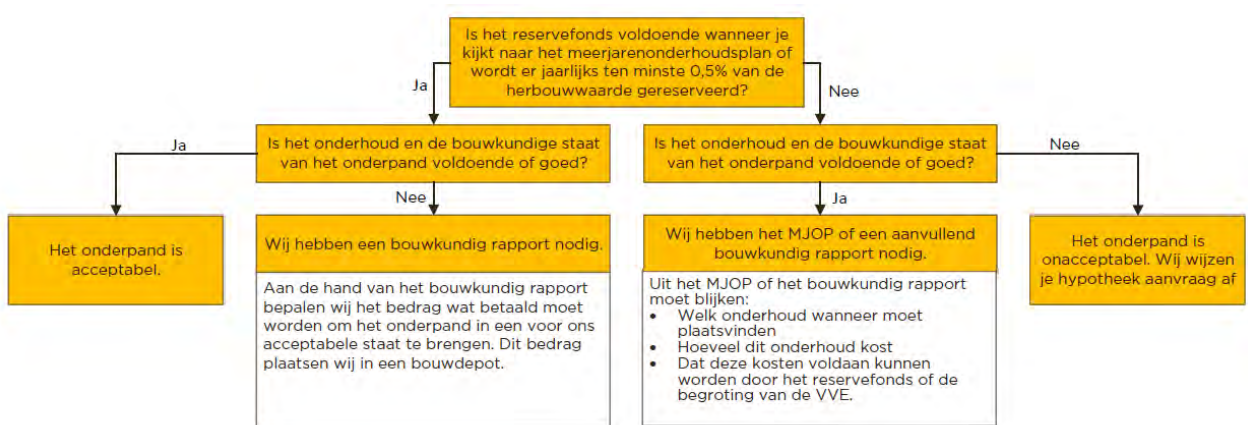 Is het reservefonds voldoende wanneer je
kijkt naar het meerjarenonderhoudsplan of
wordt er jaarlijks ten minste 0,5% van de
herbouwwaarde gereserveerd?
Ja
Nee
Ja
Is het onderhoud en de bouwkundige staat
van het onderpand voldoende of goed?
Is het onderhoud en de bouwkundige staat
van het onderpand voldoende of goed?
Nee
Nee
Ja
Het onderpand is
acceptabel.
Wij hebben een bouwkundig rapport nodig.
Aan de hand van het bouwkundig rapport
bepalen wij het bedrag wat betaald moet
worden om het onderpand in een voor ons
acceptabele staat te brengen. Dit bedrag
plaatsen wij in een bouwdepot.
Wij hebben het MJOP of een aanvullend
bouwkundig rapport nodig.
Uit het MJOP of het bouwkundig rapport
moet blijken:
• Welk onderhoud wanneer moet
plaatsvinden
• Hoeveel dit onderhoud kost
• Dat deze kosten voldaan kunnen
worden door het reservefonds of de
begroting van de VVE.
Het onderpand is
onacceptabel. Wij wijzen
je hypotheek aanvraag af